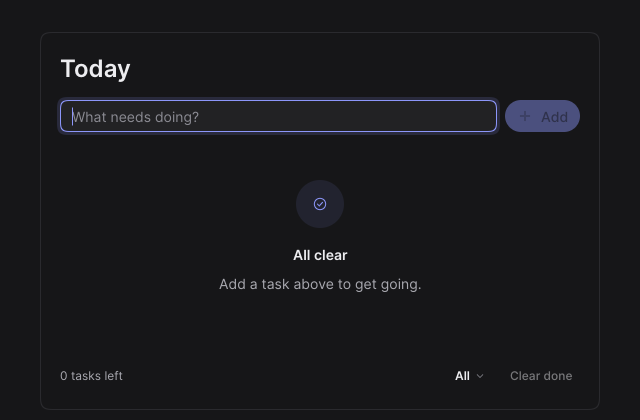 Today
What needs doing?
Add
All clear
Add a task above to get going.
0 tasks left
All
Clear done